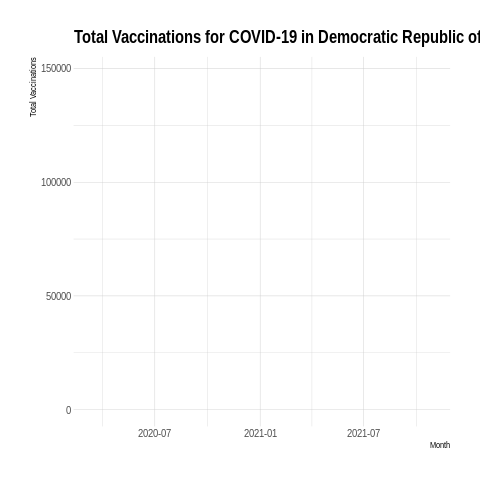 Total Vaccinations for COVID-19 in Democratic Republic of
Total Vaccinations
150000
100000
50000
0
2020-07 2021-01 2021-07
Month